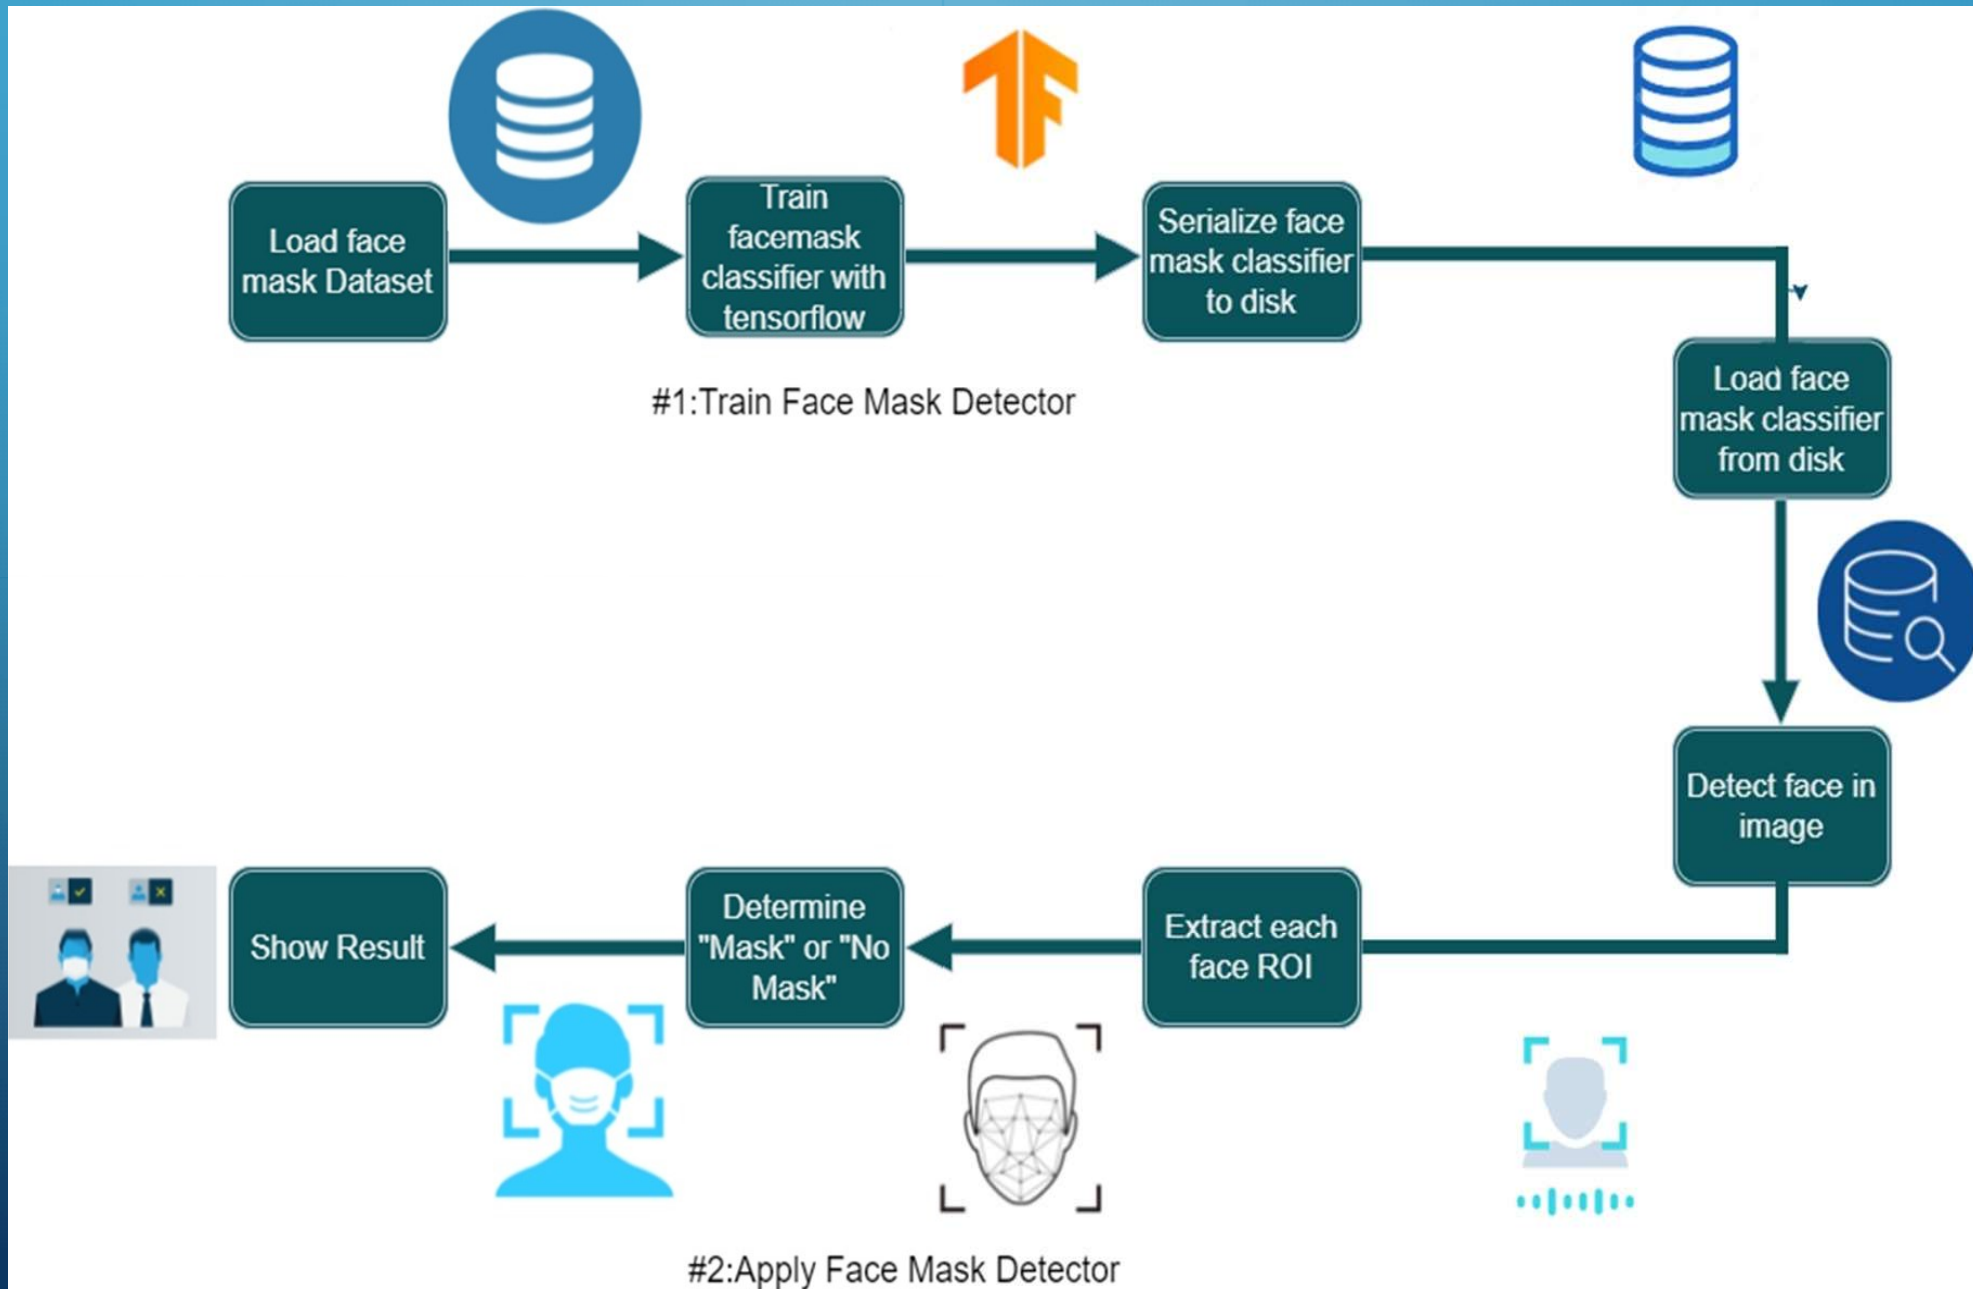 Load face
mask Dataset
Train
facemask
classifier with
tensorflow
Serialize face
mask classifier
to disk
#1:Train Face Mask Detector
Load face
mask classifier
from disk
Detect face in
image
Extract each
face ROI
Determine
"Mask" or "No
Mask"
Show Result
#2:Apply Face Mask Detector